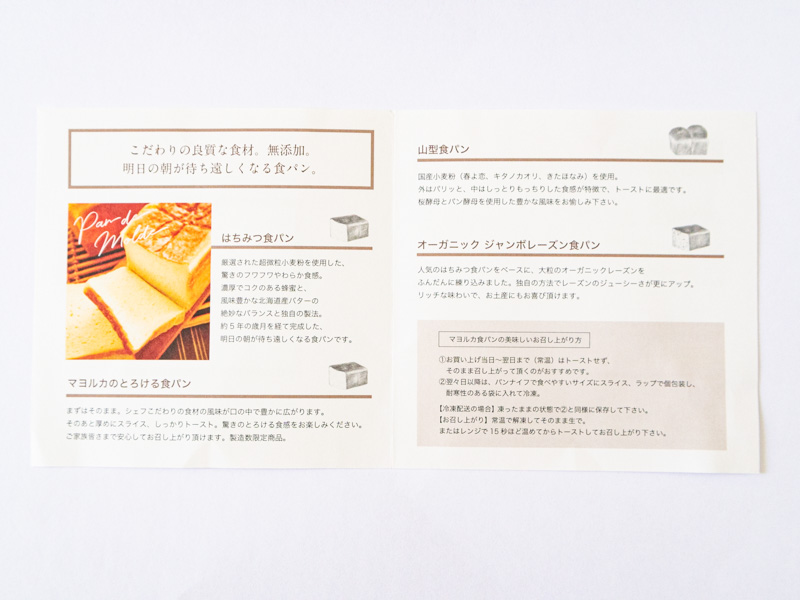 こだわりの良質な食材。無添加。
明日の朝が待ち遠しくなる食パン。
Pan de
Molde
はちみつ食パン
厳選された超微粒小麦粉を使用した、
驚きのフワフワやわらか食感。
濃厚でコクのある蜂蜜と、
風味豊かな北海道産バターの
絶妙なバランスと独自の製法。
約5年の歳月を経て完成した、
明日の朝が待ち遠しくなる食パンです。
マヨルカのとろける食パン
まずはそのまま。シェフこだわりの食材の風味が口の中で豊かに広がります。
そのあと厚めにスライス、しっかりトースト。驚きのとろける食感をお楽しみください。
ご家族皆さまで安心してお召し上がり頂けます。製造数限定商品。
山型食パン
国産小麦粉（春よ恋、キタノカオリ、きたほなみ）を使用。
外はパリッと、中はしっとりもっちりした食感が特徴で、トーストに最適です。
桜酵母とパン酵母を使用した豊かな風味をお愉しみ下さい。
オーガニック ジャンボレーズン食パン
人気のはちみつ食パンをベースに、大粒のオーガニックレーズンを
ふんだんに練り込みました。独自の方法でレーズンのジューシーさが更にアップ。
リッチな味わいで、お土産にもお喜び頂けます。
マヨルカ食パンの美味しいお召し上がり方
①お買い上げ当日～翌日まで（常温）はトーストせず、
そのまま召し上がって頂くのがおすすめです。
②翌々日以降は、パンナイフで食べやすいサイズにスライス、ラップで個包装し、
耐寒性のある袋に入れて冷凍。
【冷凍配送の場合】凍ったままの状態で②と同様に保存して下さい。
【お召し上がり】常温で解凍してそのまま生で。
またはレンジで15秒ほど温めてからトーストしてお召し上がり下さい。